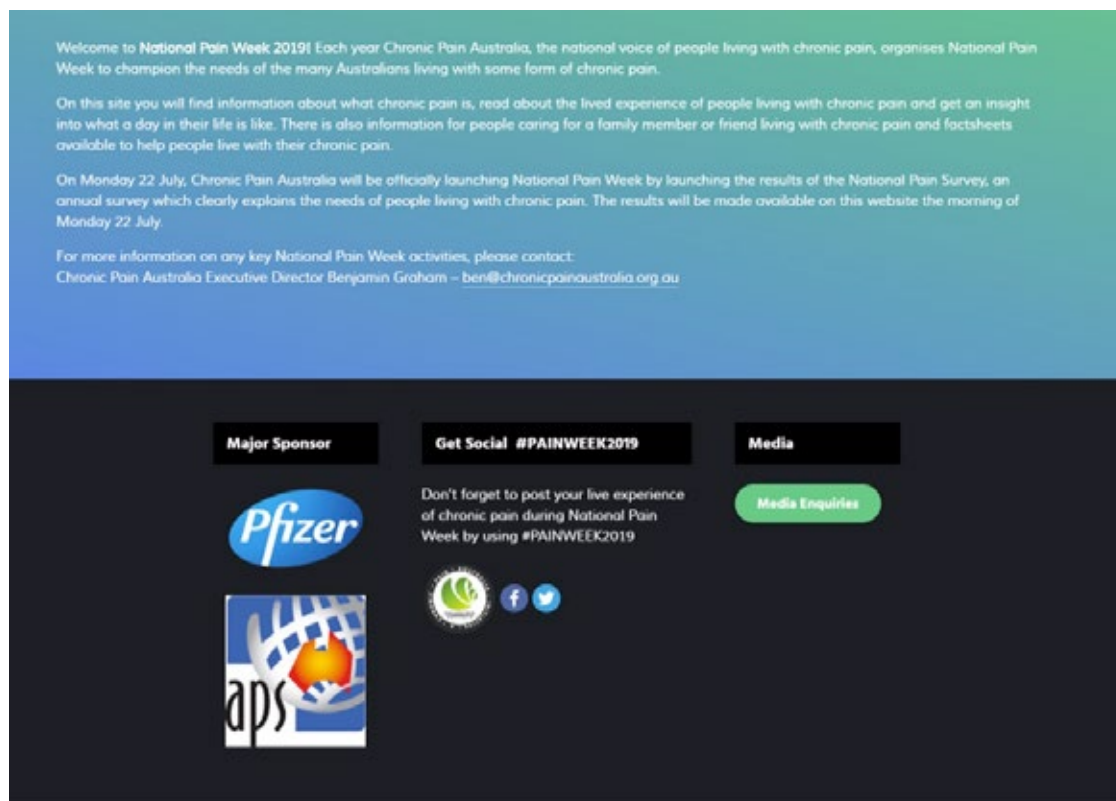 Welcome to National Pain Week 2019! Each year Chronic Pain Australia, the national voice of people living with chronic pain, organises National Pain
Week to champion the needs of the many Australians living with some form of chronic pain.
On this site you will find information about what chronic pain is, read about the lived experience of people living with chronic pain and get an insight
into what a day in their life is like. There is also information for people caring for a family member or friend living with chronic pain and factsheets
available to help people live with their chronic pain.
On Monday 22 July, Chronic Pain Australia will be officially launching National Pain Week by launching the results of the National Pain Survey, an
annual survey which clearly explains the needs of people living with chronic pain. The results will be made available on this website the morning of
Monday 22 July.
For more information on any key National Pain Week activities, please contact:
Chronic Pain Australia Executive Director Benjamin Graham – ben@chronicpainaustralia.org.au
Major Sponsor
Pfizer
aps
Get Social #PAINWEEK2019
Don't forget to post your live experience
of chronic pain during National Pain
Week by using #PAINWEEK2019
Media
Media Enquiries